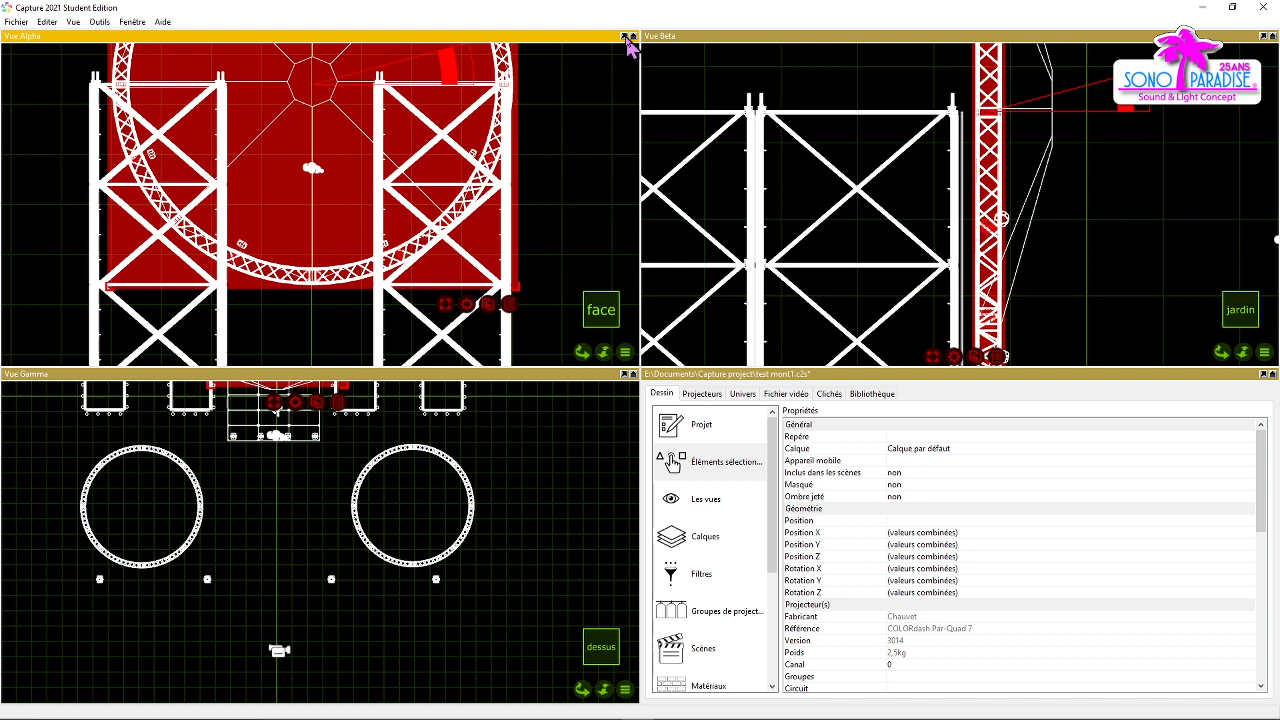 Capture 2021 Student Edition
Fichier Editer Vue Outils Fenêtre Aide
Vue Alpha
Vue Beta
25ANS
SONO PARADISE®
Sound & Light Concept
face
jardin
Vue Gamma
dessus
E:\Documents\Capture project\test mont1.c2s*
Dessin Projecteurs Univers Fichier vidéo Clichés Bibliothèque
Projet
Éléments sélection...
Les vues
Calques
Filtres
Groupes de project...
Scènes
Matériaux
Propriétés
Général
Repère
Calque Calque par défaut
Appareil mobile
Inclus dans les scènes non
Masqué non
Ombre jeté non
Géométrie
Position
Position X (valeurs combinées)
Position Y (valeurs combinées)
Position Z (valeurs combinées)
Rotation X (valeurs combinées)
Rotation Y (valeurs combinées)
Rotation Z (valeurs combinées)
Projecteur(s)
Fabricant Chauvet
Référence COLORdash Par-Quad 7
Version 3014
Poids 2,5kg
Canal 0
Groupes
Circuit